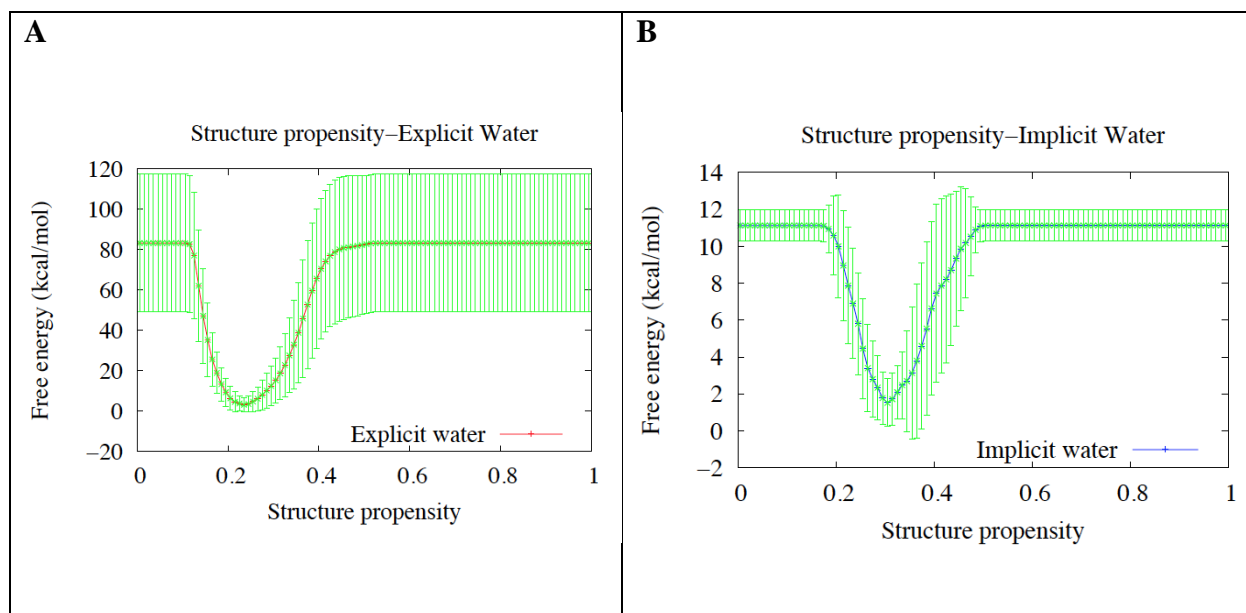 A
Structure propensity–Explicit Water
Free energy (kcal/mol)
120
100
80
60
40
20
0
–20
Explicit water
0 0.2 0.4 0.6 0.8 1
Structure propensity
B
Structure propensity–Implicit Water
Free energy (kcal/mol)
14
12
10
8
6
4
2
0
–2
Implicit water
0 0.2 0.4 0.6 0.8 1
Structure propensity